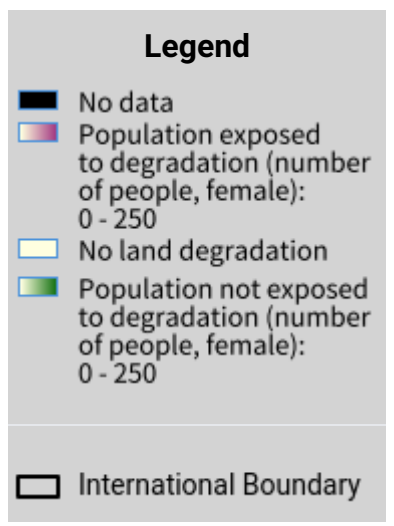 Legend
No data
Population exposed
to degradation (number
of people, female):
0 - 250
No land degradation
Population not exposed
to degradation (number
of people, female):
0 - 250
International Boundary